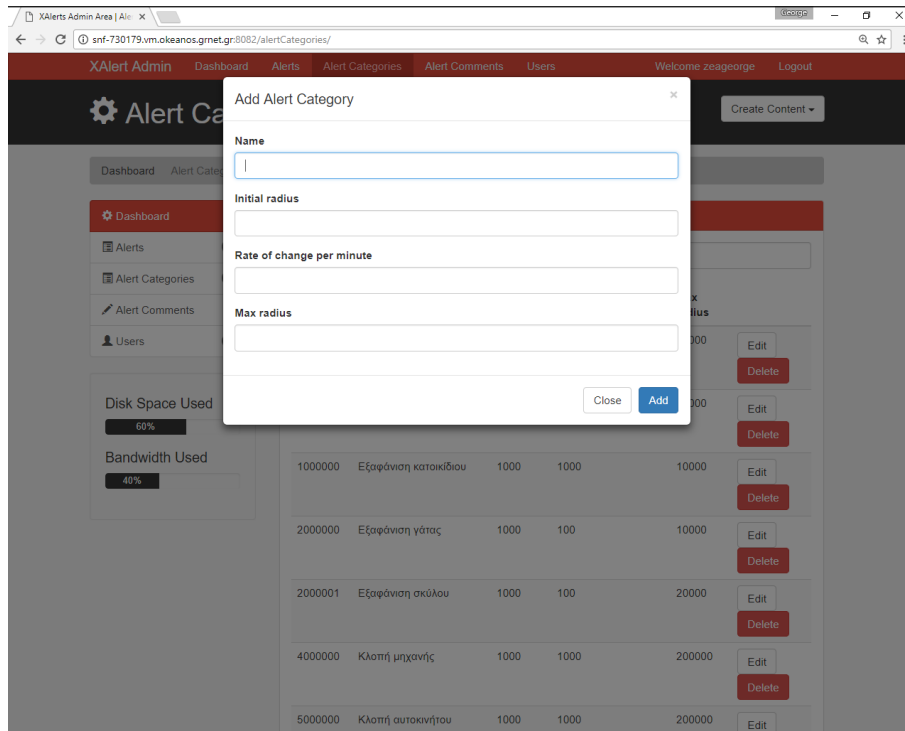 XAlerts Admin Area | Ale
George
snf-730179.vm.okeanos.grnet.gr:8082/alertCategories/
XAlert Admin Dashboard Alerts Alert Categories Alert Comments Users Welcome zeageorge Logout
Alert Ca
Create Content
Add Alert Category
×
Name
Initial radius
Rate of change per minute
Max radius
Close Add
Dashboard Alert Categ
Dashboard
Alerts
Alert Categories
Alert Comments
Users
Disk Space Used
60%
Bandwidth Used
40%
Edit
Delete
Edit
Delete
1000000 Εξαφάνιση κατοικίδιου 1000 1000 10000 Edit
Delete
2000000 Εξαφάνιση γάτας 1000 100 10000 Edit
Delete
2000001 Εξαφάνιση σκύλου 1000 100 20000 Edit
Delete
4000000 Κλοπή μηχανής 1000 1000 200000 Edit
Delete
5000000 Κλοπή αυτοκινήτου 1000 1000 200000 Edit